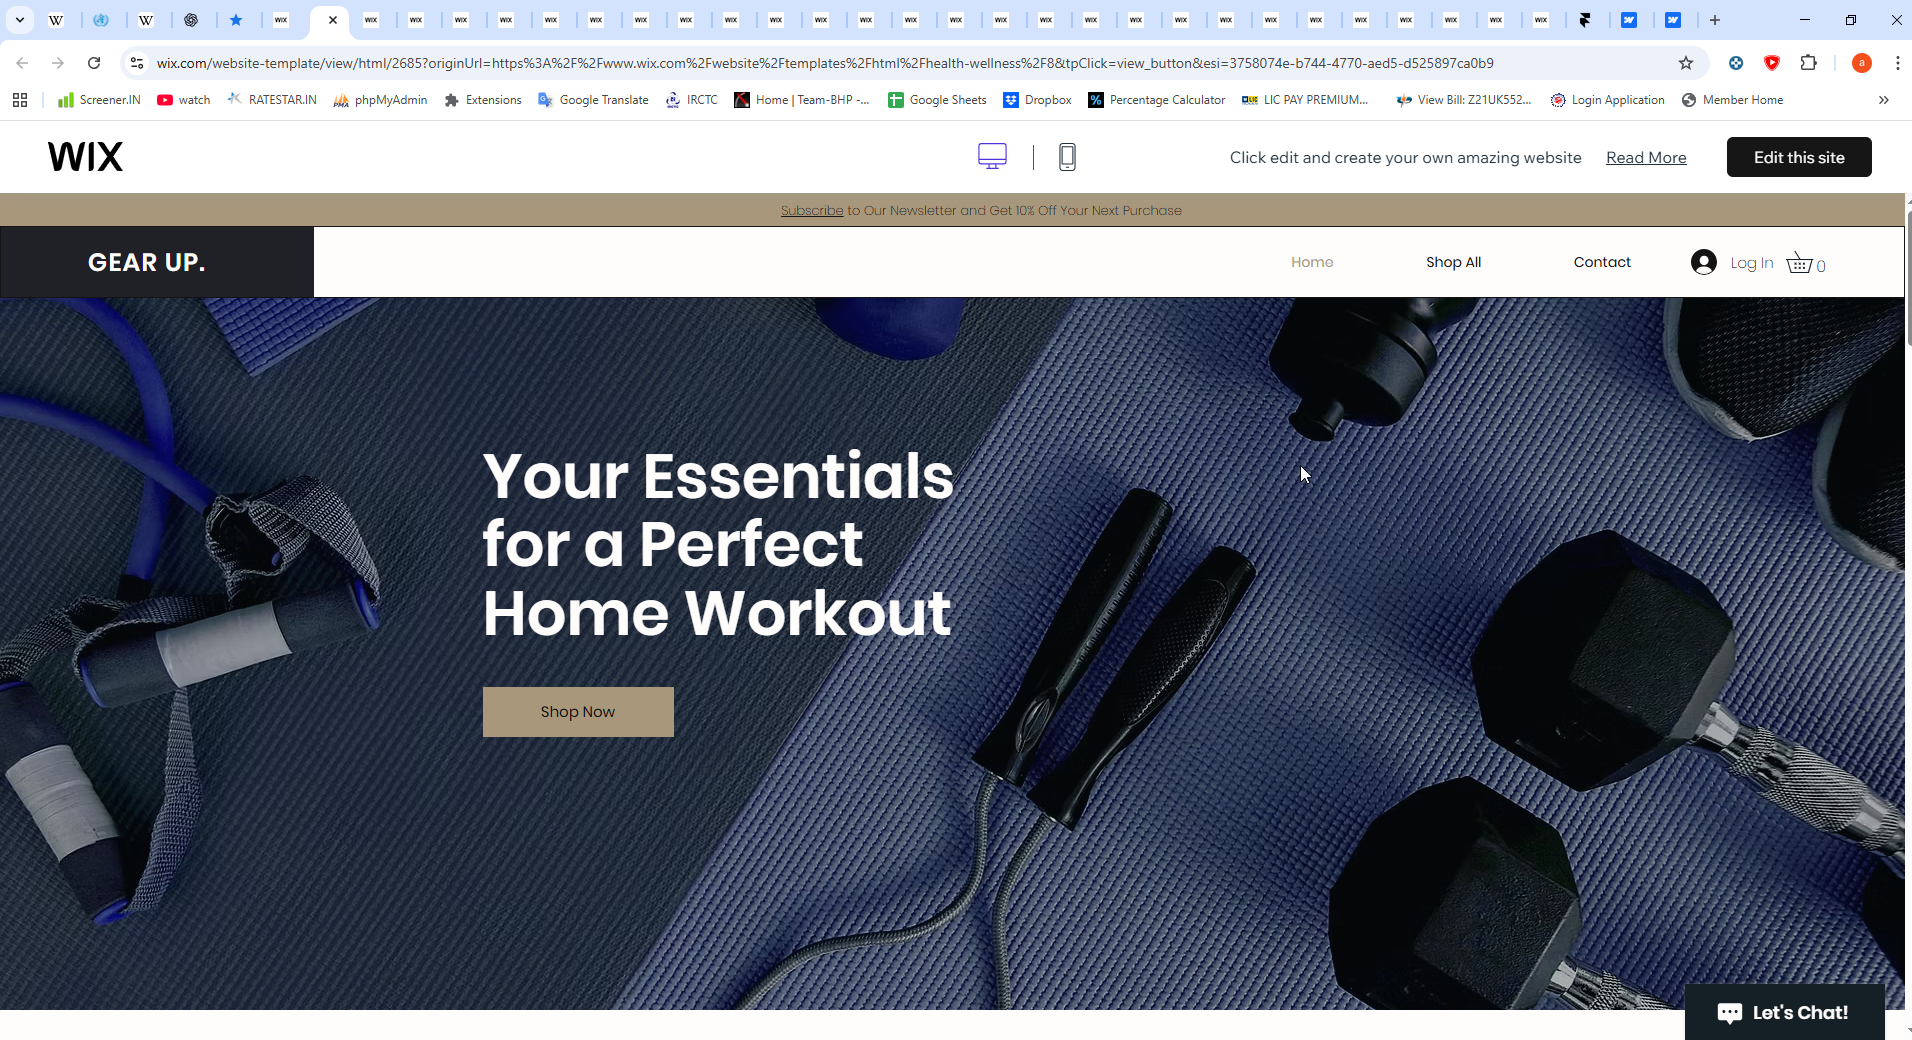 wix.com/website-template/view/html/2685?originUrl=https%3A%2F%2Fwww.wix.com%2Fwebsite%2Ftemplates%2Fhtml%2Fhealth-wellness%2F8&tpClick=view_button&esi=3758074e-b744-4770-aed5-d525897ca0b9
a
Screener.IN watch RATESTAR.IN phpMyAdmin Extensions Google Translate IRCTC Home | Team-BHP -... Google Sheets Dropbox Percentage Calculator LIC PAY PREMIUM... View Bill: Z21UK552... Login Application Member Home
WIX Click edit and create your own amazing website Read More Edit this site
Subscribe to Our Newsletter and Get 10% Off Your Next Purchase
GEAR UP. Home Shop All Contact Log In 0
Your Essentials
for a Perfect
Home Workout
Shop Now
Let's Chat!